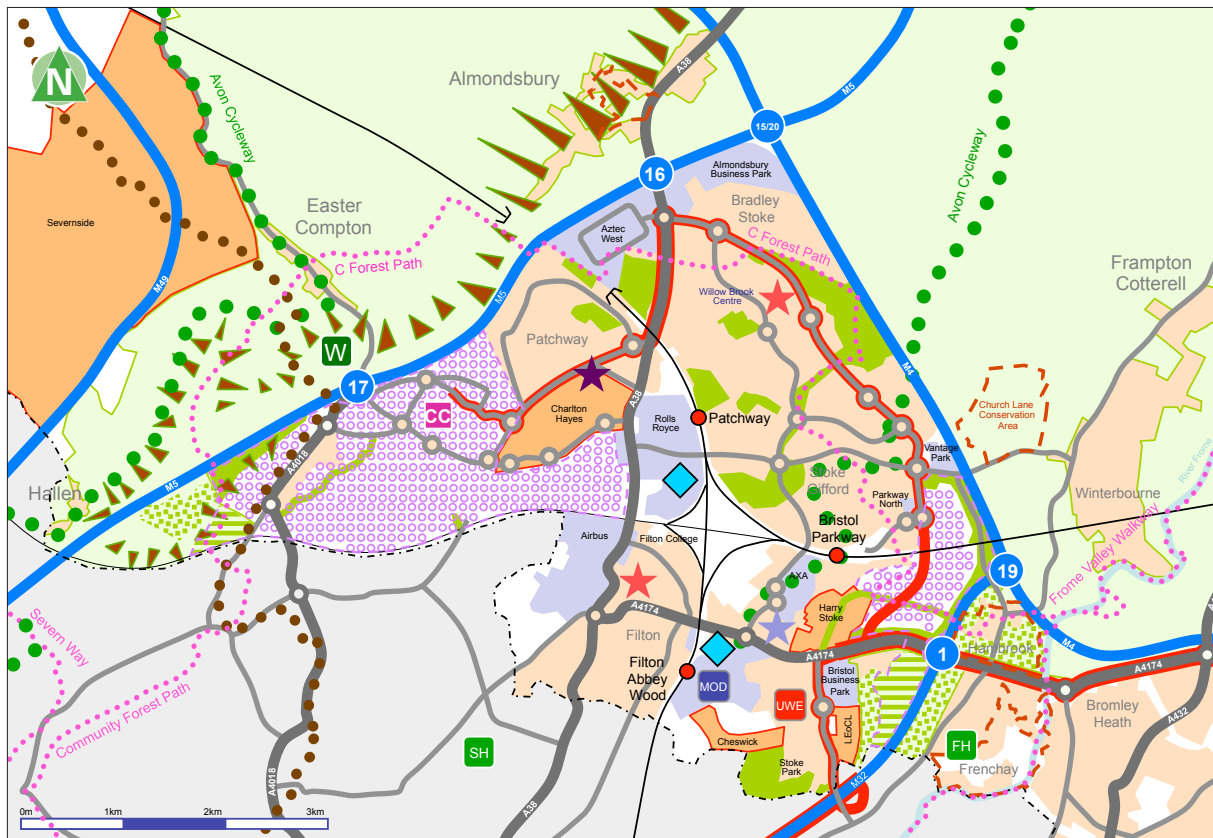 N
Avon Cycleway
Almondsbury
A38
M5
15/20
16
Almondsbury
Business Park
Bradley
Stoke
Avon Cycleway
Severnside
Easter
Compton
C Forest Path
Aztec
West
C Forest Path
Frampton
Cotterell
M49
M5
Willow Brook
Centre
Patchway
M4
W
17
CC
Charlton
Hayes
A38
Rolls
Royce
Patchway
Church Lane
Conservation
Area
Vantage
Park
River Frome
A4018
M5
Hallen
Stoke
Gifford
Winterbourne
Parkway
North
Airbus
Filton College
Bristol
Parkway
19
Frome Valley Walkway
AXA
A4174
Harry
Stoke
Severn Way
Filton
Hambrook
M4
A4174
1
A4174
Filton
Abbey
Wood
MOD
Bristol
Business
Park
UWE
Bromley
Heath
A432
Community Forest Path
LEoCL
SH
Cheswick
FH
Stoke
Park
Frenchay
M32
A4018
A38
0m
1km
2km
3km